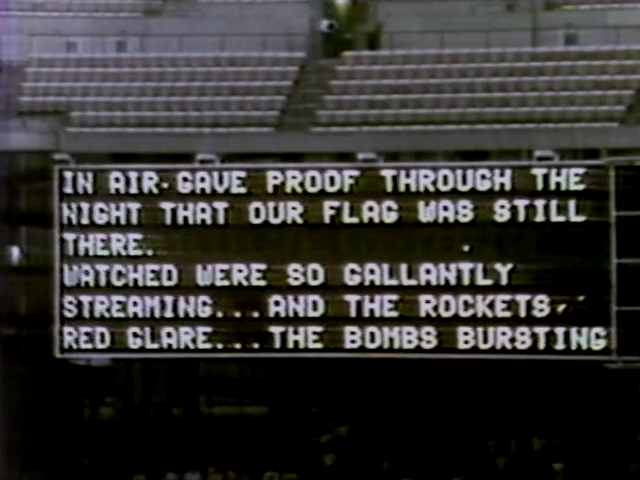 IN AIR-GAVE PROOF THROUGH THE
NIGHT THAT OUR FLAG WAS STILL
THERE.
WATCHED WERE SO GALLANTLY
STREAMING...AND THE ROCKETS
RED GLARE...THE BOMBS BURSTING